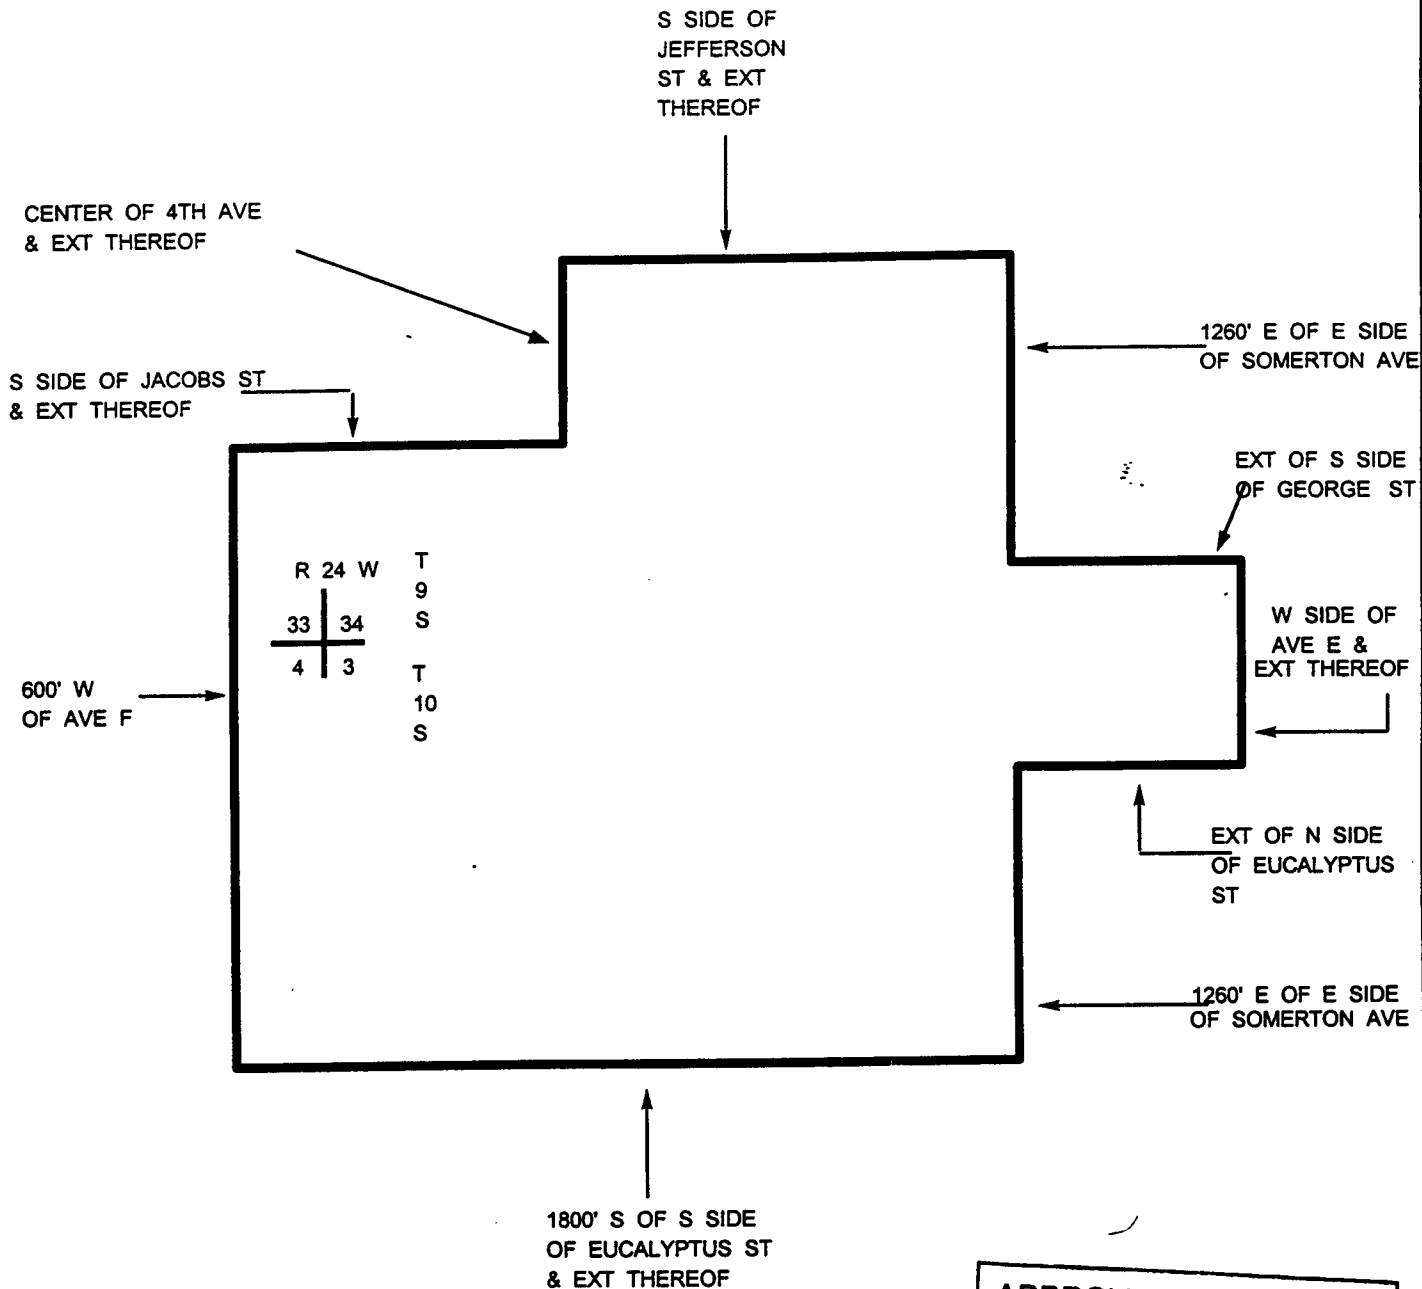 S SIDE OF
JEFFERSON
ST & EXT
THEREOF
CENTER OF 4TH AVE
& EXT THEREOF
1260' E OF E SIDE
OF SOMERTON AVE
S SIDE OF JACOBS ST
& EXT THEREOF
EXT OF S SIDE
OF GEORGE ST
R 24 W
33 34
4 3
T
9
S
T
10
S
W SIDE OF
AVE E &
EXT THEREOF
600' W
OF AVE F
EXT OF N SIDE
OF EUCALYPTUS
ST
1260' E OF E SIDE
OF SOMERTON AVE
1800' S OF S SIDE
OF EUCALYPTUS ST
& EXT THEREOF